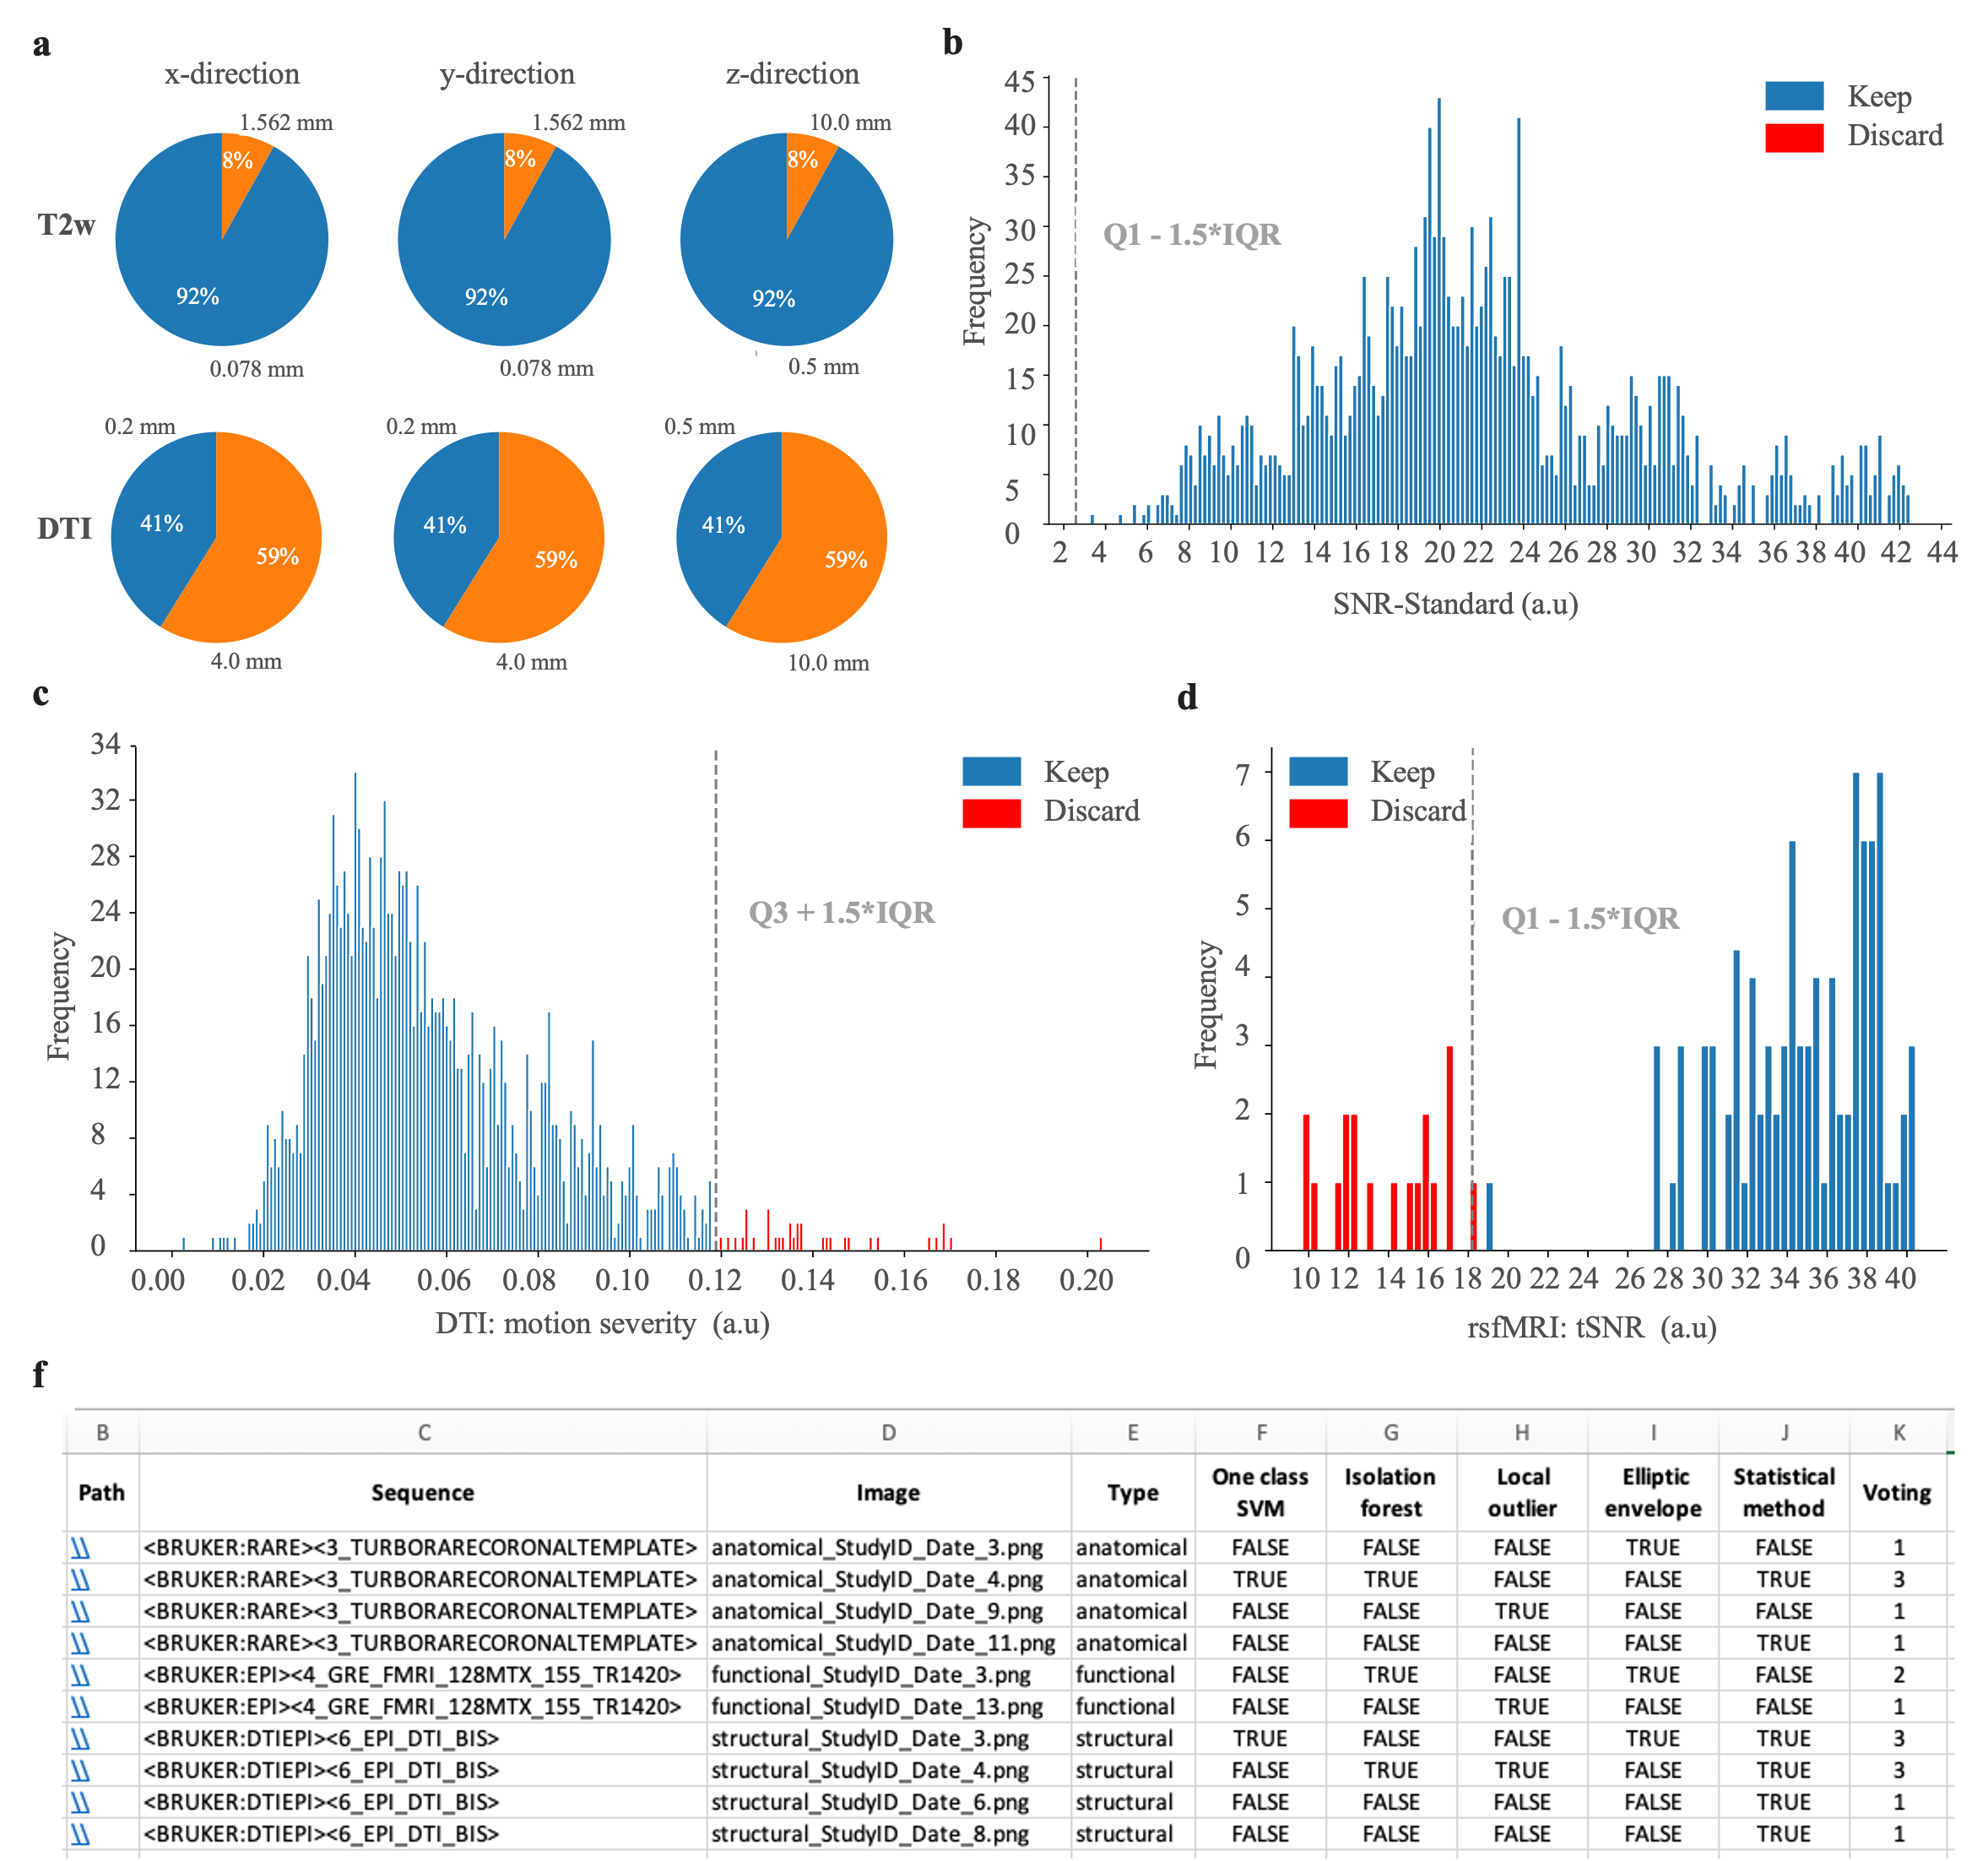 a
x-direction y-direction z-direction
1.562 mm 1.562 mm 10.0 mm
8% 8% 8%
T2w
92% 92% 92%
0.078 mm 0.078 mm 0.5 mm
0.2 mm 0.2 mm 0.5 mm
41% 41% 41%
DTI
59% 59% 59%
4.0 mm 4.0 mm 10.0 mm
b
45
40
35
30
25
20
15
10
5
0
Frequency
Q1 - 1.5*IQR
Keep
Discard
2 4 6 8 10 12 14 16 18 20 22 24 26 28 30 32 34 36 38 40 42 44
SNR-Standard (a.u)
c
34
32
28
24
20
16
12
8
4
0
Frequency
Q3 + 1.5*IQR
Keep
Discard
0.00 0.02 0.04 0.06 0.08 0.10 0.12 0.14 0.16 0.18 0.20
DTI: motion severity (a.u)
d
7
6
5
4
3
2
1
0
Frequency
Keep
Discard
Q1 - 1.5*IQR
10 12 14 16 18 20 22 24 26 28 30 32 34 36 38 40
rsfMRI: tSNR (a.u)
f
B C D E F G H I J K
Path Sequence Image Type One class SVM Isolation forest Local outlier Elliptic envelope Statistical method Voting
\\ <BRUKER:RARE><3_TURBORARECORONALTEMPLATE> anatomical_StudyID_Date_3.png anatomical FALSE FALSE FALSE TRUE FALSE 1
\\ <BRUKER:RARE><3_TURBORARECORONALTEMPLATE> anatomical_StudyID_Date_4.png anatomical TRUE TRUE FALSE FALSE TRUE 3
\\ <BRUKER:RARE><3_TURBORARECORONALTEMPLATE> anatomical_StudyID_Date_9.png anatomical FALSE FALSE TRUE FALSE FALSE 1
\\ <BRUKER:RARE><3_TURBORARECORONALTEMPLATE> anatomical_StudyID_Date_11.png anatomical FALSE FALSE FALSE FALSE TRUE 1
\\ <BRUKER:EPI><4_GRE_FMRI_128MTX_155_TR1420> functional_StudyID_Date_3.png functional FALSE TRUE FALSE TRUE FALSE 2
\\ <BRUKER:EPI><4_GRE_FMRI_128MTX_155_TR1420> functional_StudyID_Date_13.png functional FALSE FALSE TRUE FALSE FALSE 1
\\ <BRUKER:DTIEPI><6_EPI_DTI_BIS> structural_StudyID_Date_3.png structural TRUE FALSE FALSE TRUE TRUE 3
\\ <BRUKER:DTIEPI><6_EPI_DTI_BIS> structural_StudyID_Date_4.png structural FALSE TRUE TRUE FALSE TRUE 3
\\ <BRUKER:DTIEPI><6_EPI_DTI_BIS> structural_StudyID_Date_6.png structural FALSE FALSE FALSE FALSE TRUE 1
\\ <BRUKER:DTIEPI><6_EPI_DTI_BIS> structural_StudyID_Date_8.png structural FALSE FALSE FALSE FALSE TRUE 1